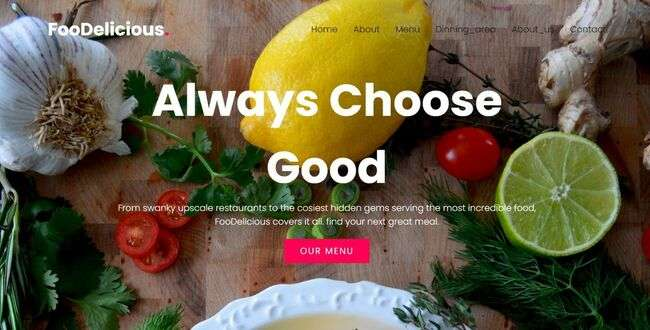 FooDelicious.
Home About Menu Dinning_area About_us Contact
Always Choose
Good
From swanky upscale restaurants to the cosiest hidden gems serving the most incredible food,
FooDelicious covers it all. find your next great meal.
OUR MENU